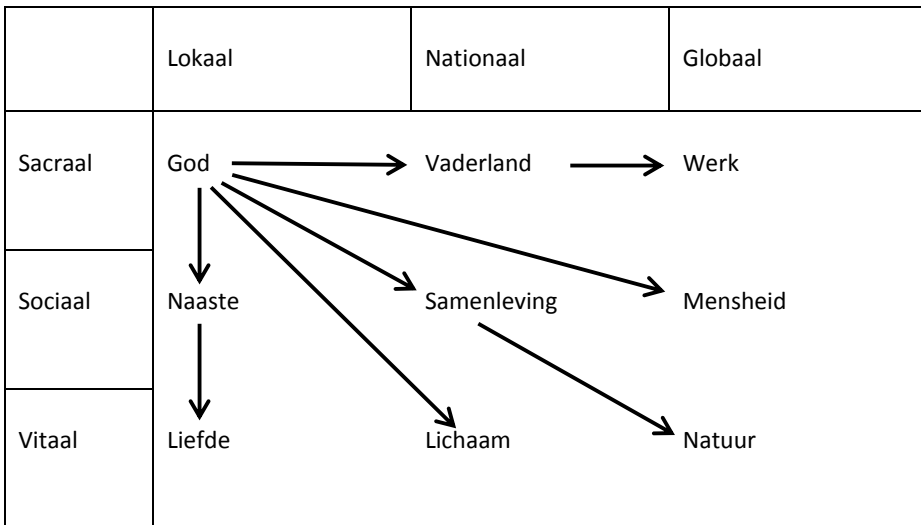 Lokaal Nationaal Globaal
Sacraal God Vaderland Werk
Sociaal Naaste Samenleving Mensheid
Vitaal Liefde Lichaam Natuur